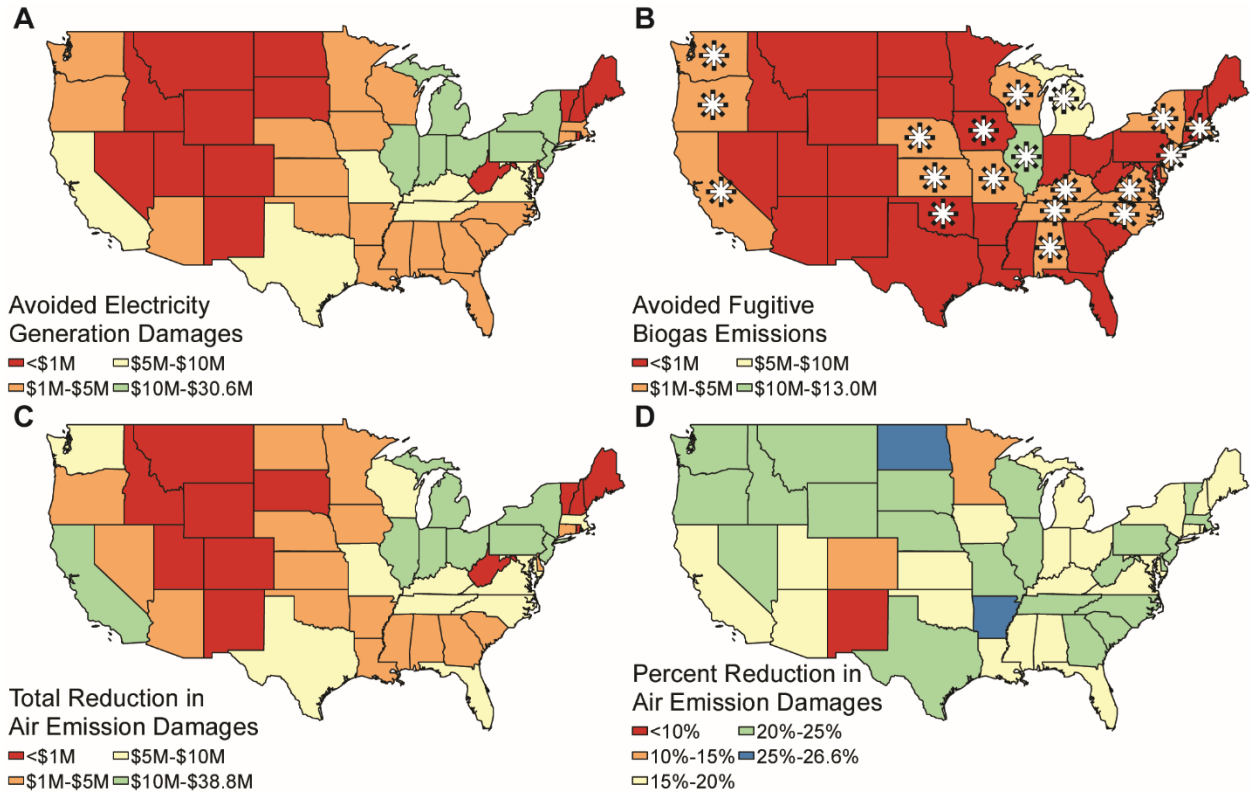 A
Avoided Electricity
Generation Damages
<$1M $5M-$10M
$1M-$5M $10M-$30.6M
B
Avoided Fugitive
Biogas Emissions
<$1M $5M-$10M
$1M-$5M $10M-$13.0M
C
Total Reduction in
Air Emission Damages
<$1M $5M-$10M
$1M-$5M $10M-$38.8M
D
Percent Reduction in
Air Emission Damages
<10% 20%-25%
10%-15% 25%-26.6%
15%-20%